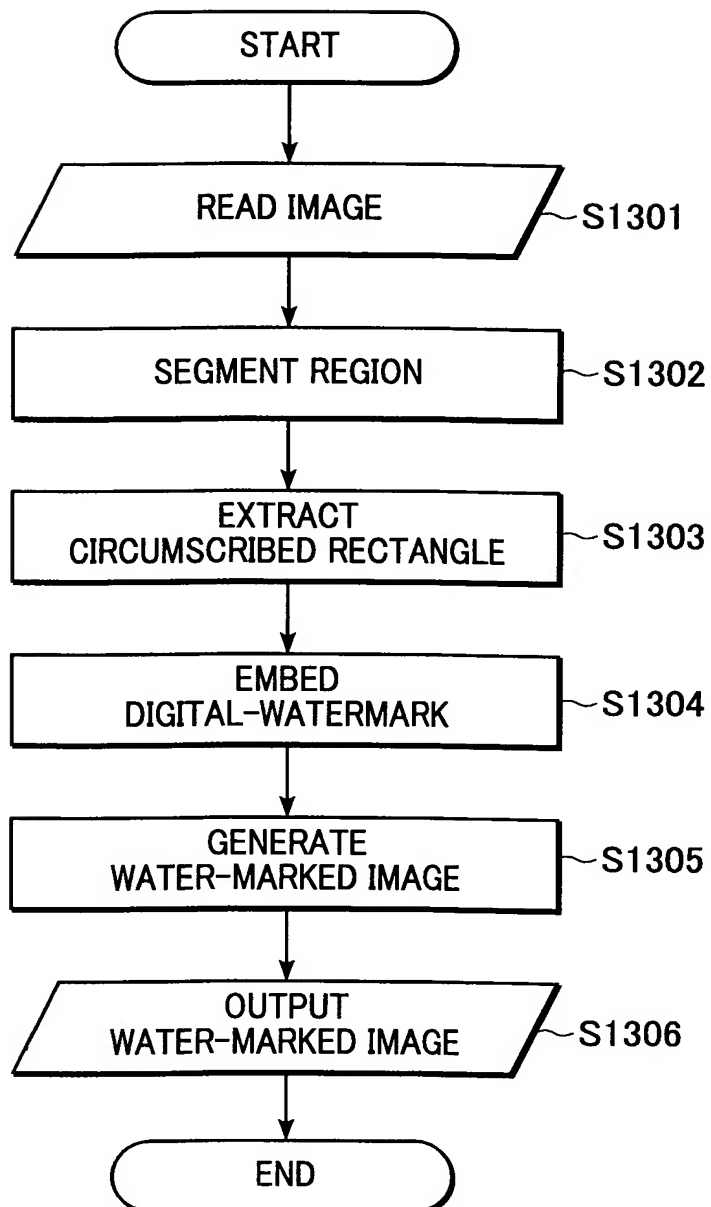 START
READ IMAGE
S1301
SEGMENT REGION
S1302
EXTRACT
CIRCUMSCRIBED RECTANGLE
S1303
EMBED
DIGITAL-WATERMARK
S1304
GENERATE
WATER-MARKED IMAGE
S1305
OUTPUT
WATER-MARKED IMAGE
S1306
END